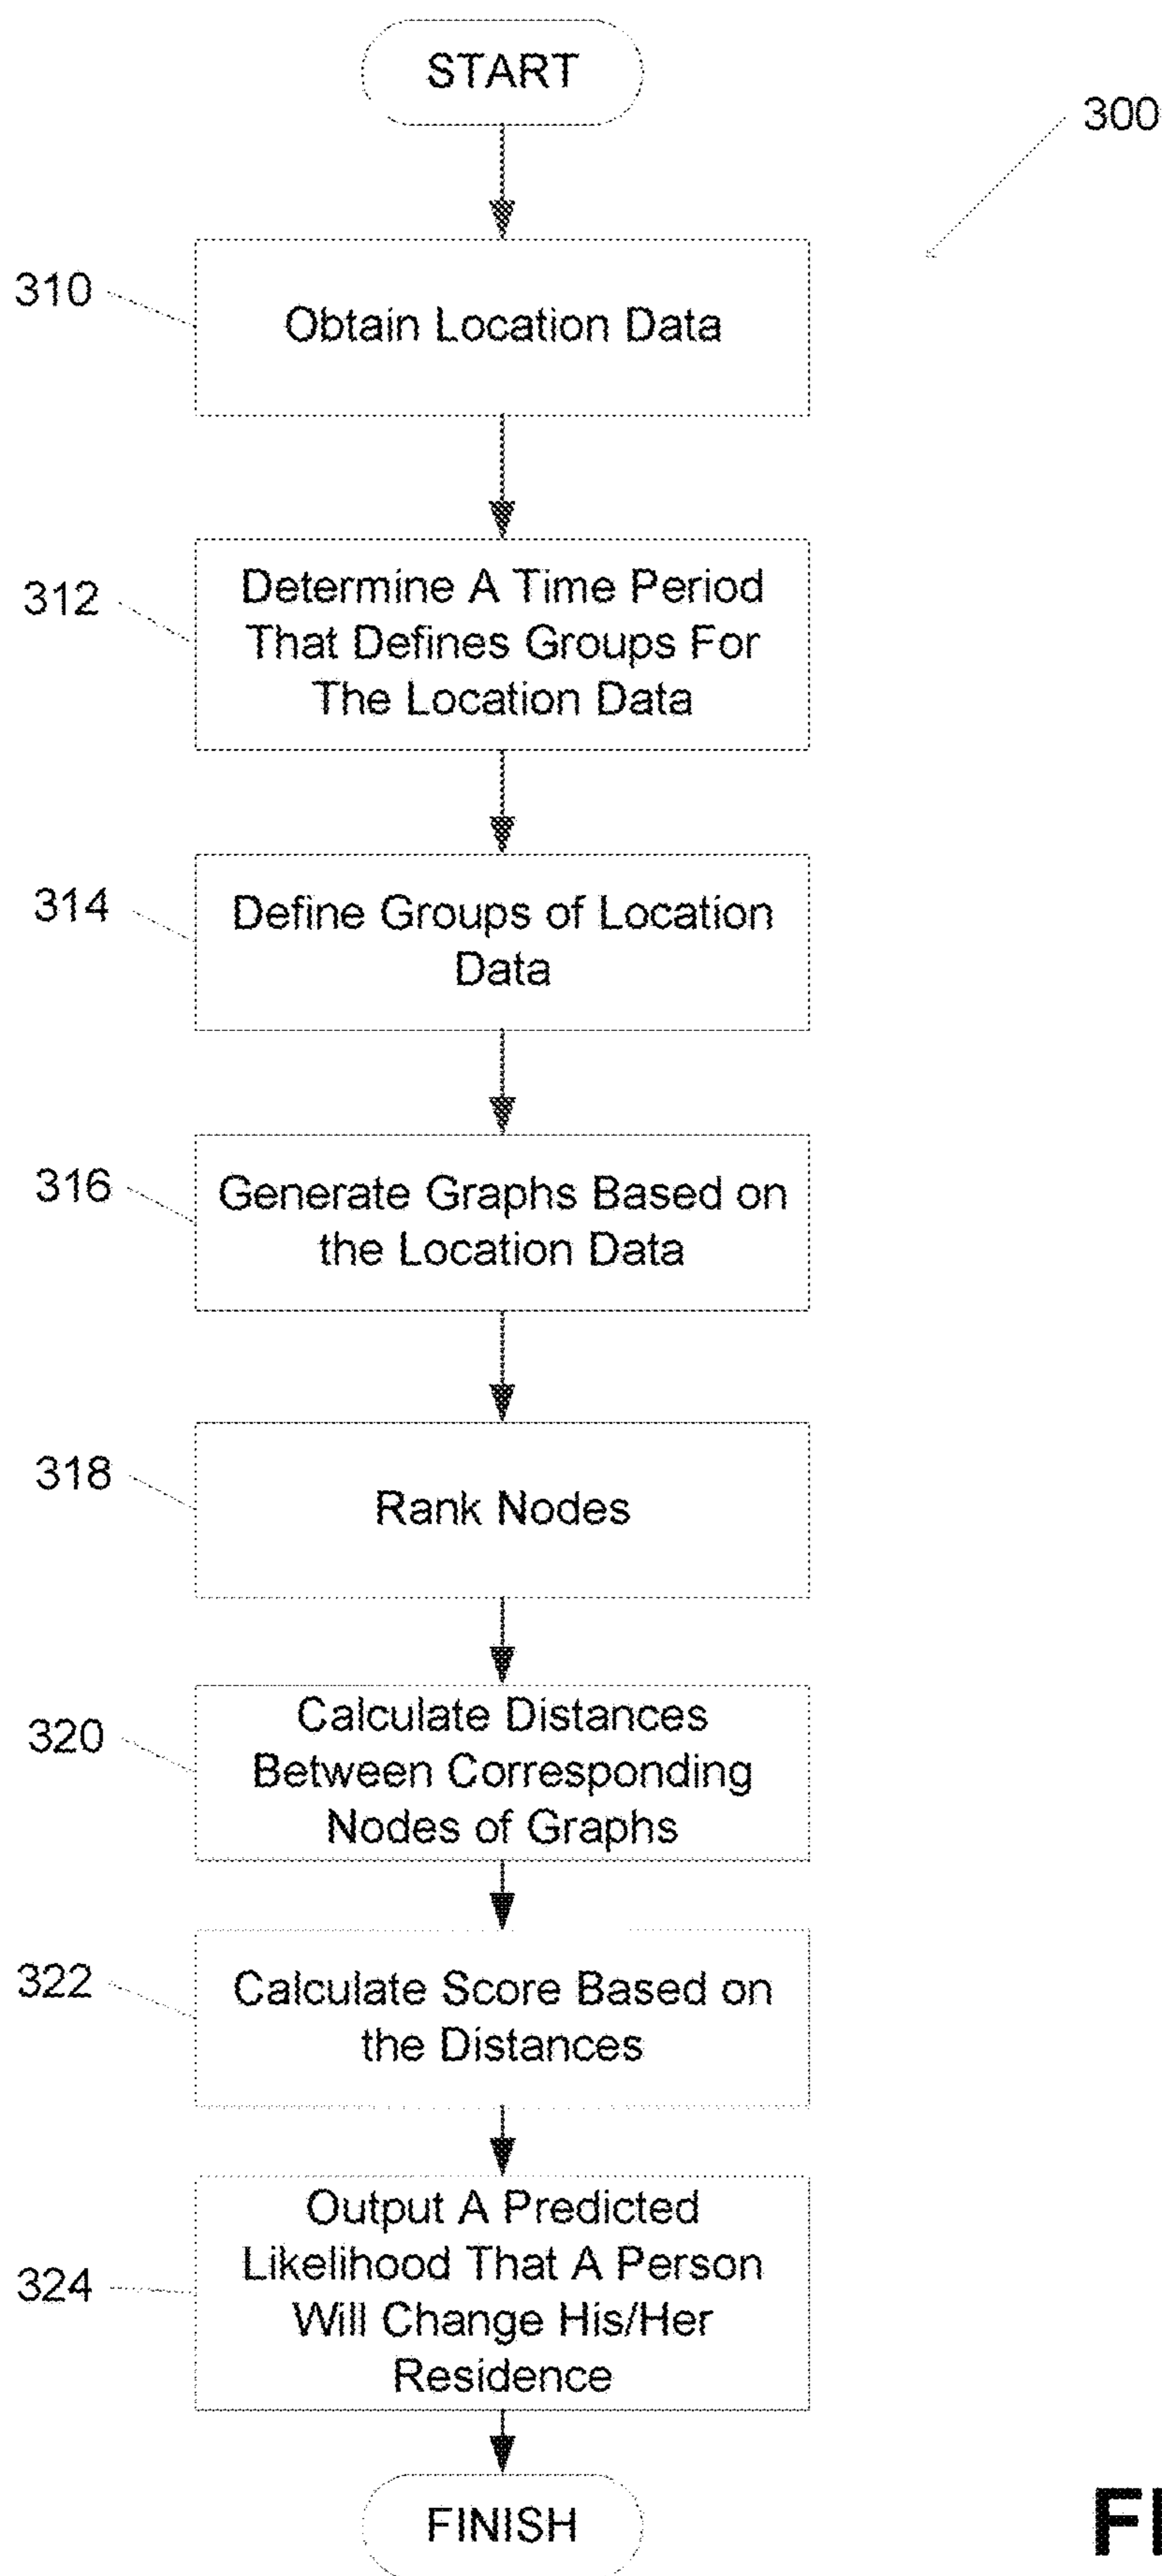 START
300
310
Obtain Location Data
312
Determine A Time Period
That Defines Groups For
The Location Data
314
Define Groups of Location
Data
316
Generate Graphs Based on
the Location Data
318
Rank Nodes
320
Calculate Distances
Between Corresponding
Nodes of Graphs
322
Calculate Score Based on
the Distances
324
Output A Predicted
Likelihood That A Person
Will Change His/Her
Residence
FINISH